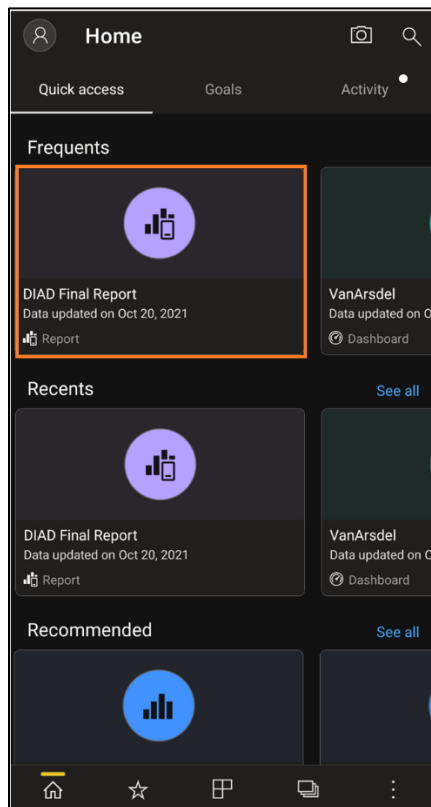 Home
Quick access Goals Activity
Frequents
DIAD Final Report VanArsdel
Data updated on Oct 20, 2021 Data updated on
Report Dashboard
Recents See all
DIAD Final Report VanArsdel
Data updated on Oct 20, 2021 Data updated on
Report Dashboard
Recommended See all